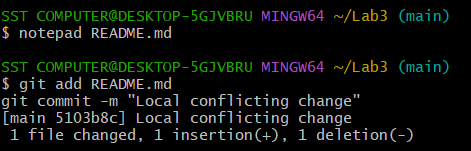 SST COMPUTER@DESKTOP-5GJVBRU MINGW64 ~/Lab3 (main)
$ notepad README.md
SST COMPUTER@DESKTOP-5GJVBRU MINGW64 ~/Lab3 (main)
$ git add README.md
git commit -m "Local conflicting change"
[main 5103b8c] Local conflicting change
 1 file changed, 1 insertion(+), 1 deletion(-)